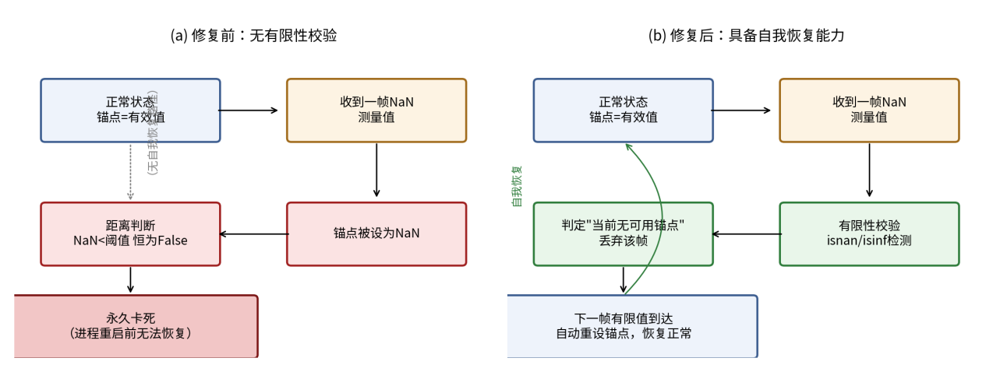 (a) 修复前：无有限性校验
正常状态
锚点=有效值
收到一帧NaN
测量值
（无自我恢复路径）
距离判断
NaN<阈值 恒为False
锚点被设为NaN
永久卡死
（进程重启前无法恢复）
(b) 修复后：具备自我恢复能力
正常状态
锚点=有效值
收到一帧NaN
测量值
自我恢复
判定"当前无可用锚点"
丢弃该帧
有限性校验
isnan/isinf检测
下一帧有限值到达
自动重设锚点，恢复正常